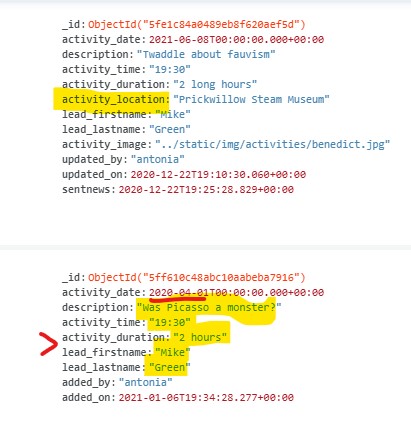 _id: ObjectId("5fe1c84a0489eb8f620aef5d")
activity_date: 2021-06-08T00:00:00.000+00:00
description: "Twaddle about fauvism"
activity_time: "19:30"
activity_duration: "2 long hours"
activity_location: "Prickwillow Steam Museum"
lead_firstname: "Mike"
lead_lastname: "Green"
activity_image: "../static/img/activities/benedict.jpg"
updated_by: "antonia"
updated_on: 2020-12-22T19:10:30.060+00:00
sentnews: 2020-12-22T19:25:28.829+00:00
_id: ObjectId("5ff610c48abc10aabeba7916")
activity_date: 2020-04-01T00:00:00.000+00:00
description: "Was Picasso a monster?"
activity_time: "19:30"
activity_duration: "2 hours"
lead_firstname: "Mike"
lead_lastname: "Green"
added_by: "antonia"
added_on: 2021-01-06T19:34:28.277+00:00